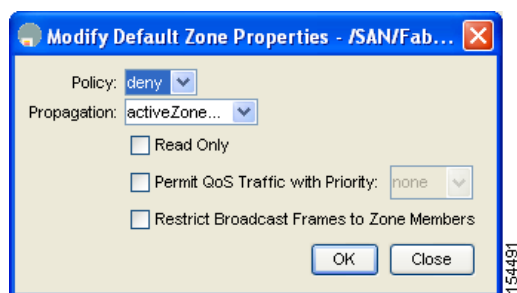 Modify Default Zone Properties - /SAN/Fab...
Policy: deny
Propagation: activeZone...
Read Only
Permit QoS Traffic with Priority: none
Restrict Broadcast Frames to Zone Members
OK Close
154491